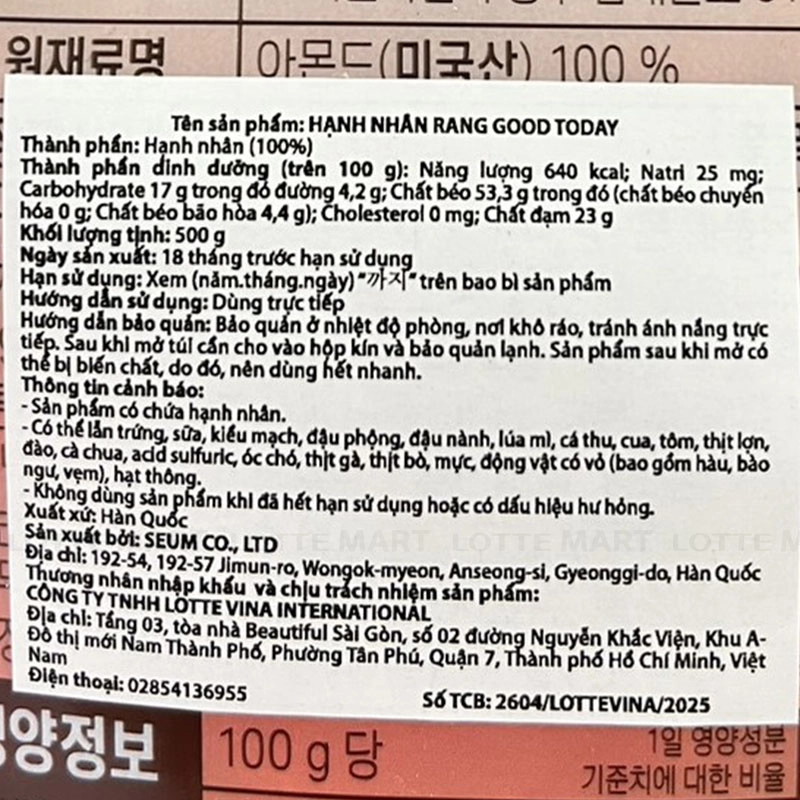 원재료명 아몬드(미국산) 100 %
Tên sản phẩm: HẠNH NHÂN RANG GOOD TODAY
Thành phần: Hạnh nhân (100%)
Thành phần dinh dưỡng (trên 100 g): Năng lượng 640 kcal; Natri 25 mg;
Carbohydrate 17 g trong đó đường 4,2 g; Chất béo 53,3 g trong đó (chất béo chuyển
hóa 0 g; Chất béo bão hòa 4,4 g); Cholesterol 0 mg; Chất đạm 23 g
Khối lượng tịnh: 500 g
Ngày sản xuất: 18 tháng trước hạn sử dụng
Hạn sử dụng: Xem (năm.tháng.ngày) "까지" trên bao bì sản phẩm
Hướng dẫn sử dụng: Dùng trực tiếp
Hướng dẫn bảo quản: Bảo quản ở nhiệt độ phòng, nơi khô ráo, tránh ánh nắng trực
tiếp. Sau khi mở túi cần cho vào hộp kín và bảo quản lạnh. Sản phẩm sau khi mở có
thể bị biến chất, do đó, nên dùng hết nhanh.
Thông tin cảnh báo:
- Sản phẩm có chứa hạnh nhân.
- Có thể lẫn trứng, sữa, kiều mạch, đậu phộng, đậu nành, lúa mì, cá thu, cua, tôm, thịt lợn,
đào, cà chua, acid sulfuric, óc chó, thịt gà, thịt bò, mực, động vật có vỏ (bao gồm hàu, bào
ngư, vẹm), hạt thông.
- Không dùng sản phẩm khi đã hết hạn sử dụng hoặc có dấu hiệu hư hỏng.
Xuất xứ: Hàn Quốc
Sản xuất bởi: SEUM CO., LTD
LOTTE MART LOTTE MART LOTTE M
Địa chỉ: 192-54, 192-57 Jimun-ro, Wongok-myeon, Anseong-si, Gyeonggi-do, Hàn Quốc
Thương nhân nhập khẩu và chịu trách nhiệm sản phẩm:
CÔNG TY TNHH LOTTE VINA INTERNATIONAL
Địa chỉ: Tầng 03, tòa nhà Beautiful Sài Gòn, số 02 đường Nguyễn Khắc Viện, Khu A-
Đô thị mới Nam Thành Phố, Phường Tân Phú, Quận 7, Thành phố Hồ Chí Minh, Việt
Nam
Điện thoại: 02854136955 Số TCB: 2604/LOTTEVINA/2025
영양정보 100 g 당 1일 영양성분
기준치에 대한 비율